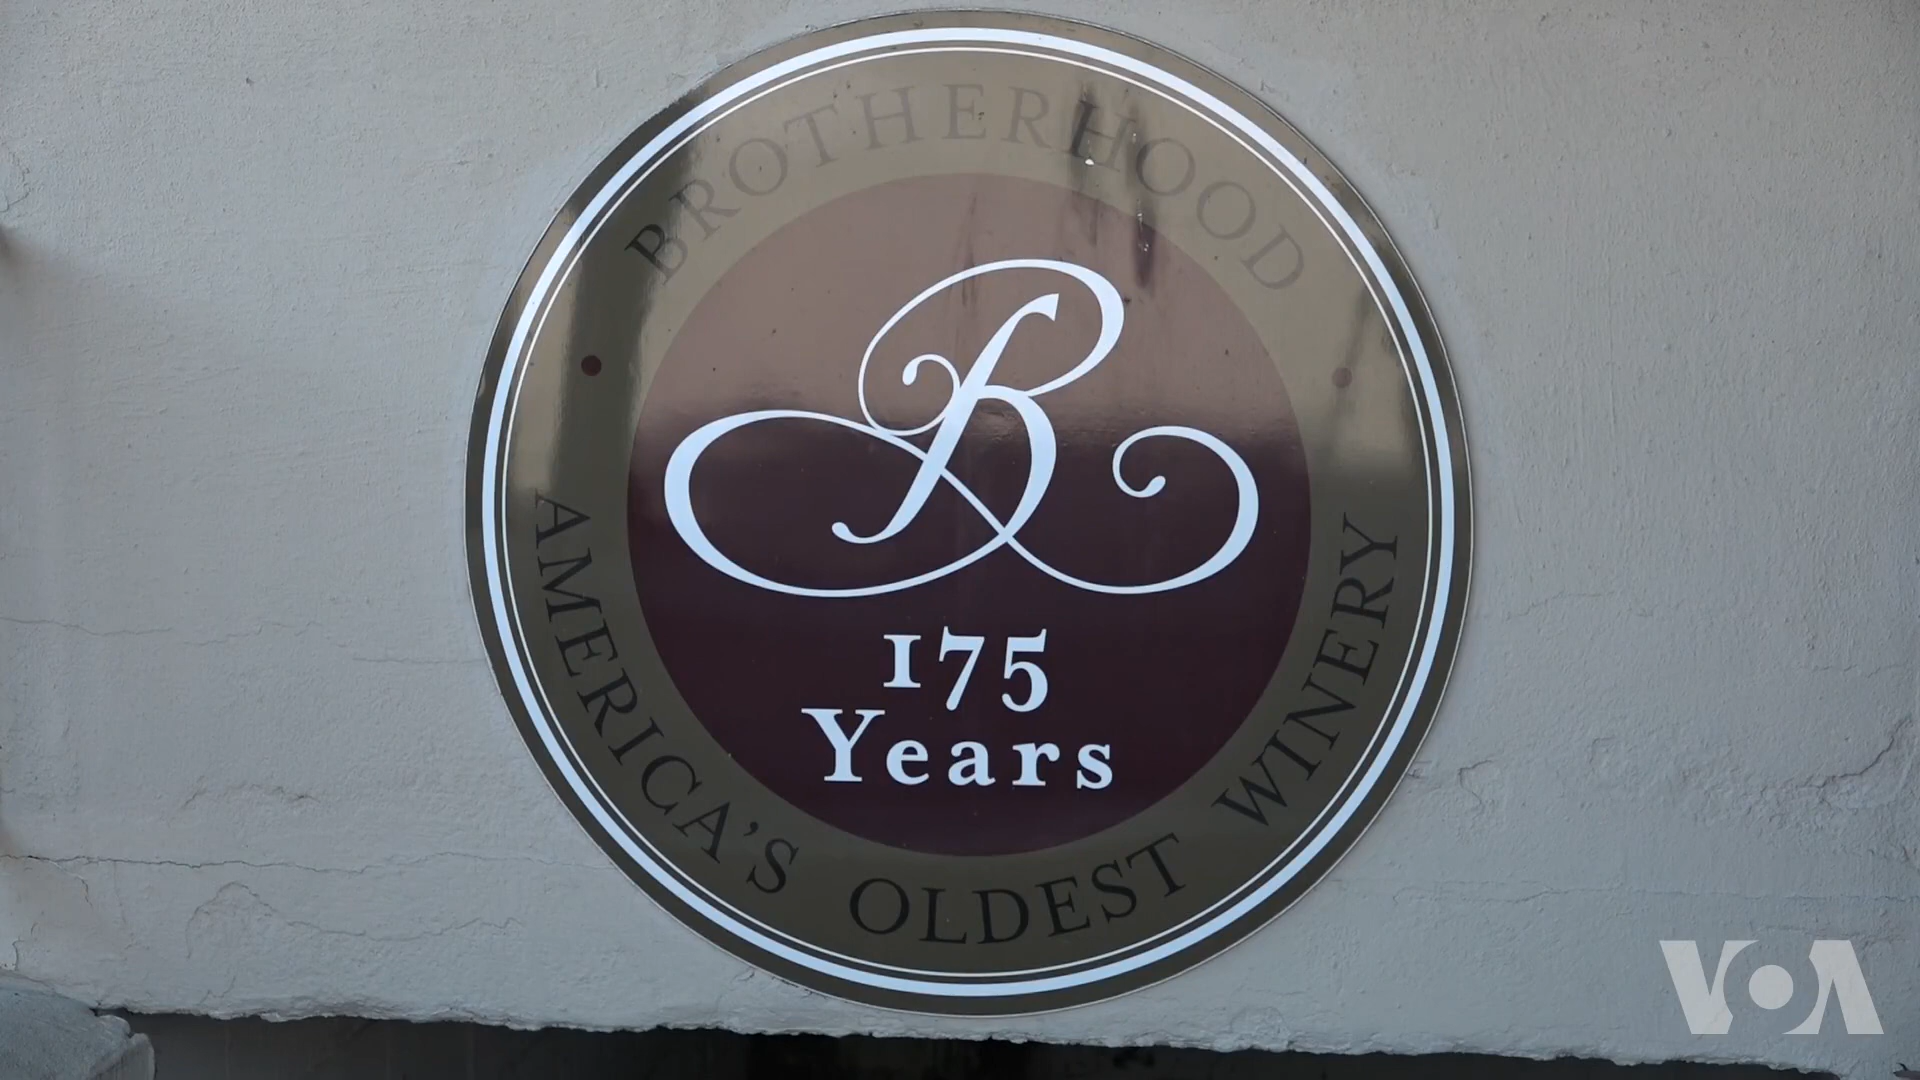 BROTHERHOOD
B
175
Years
AMERICA'S OLDEST WINERY
VOA